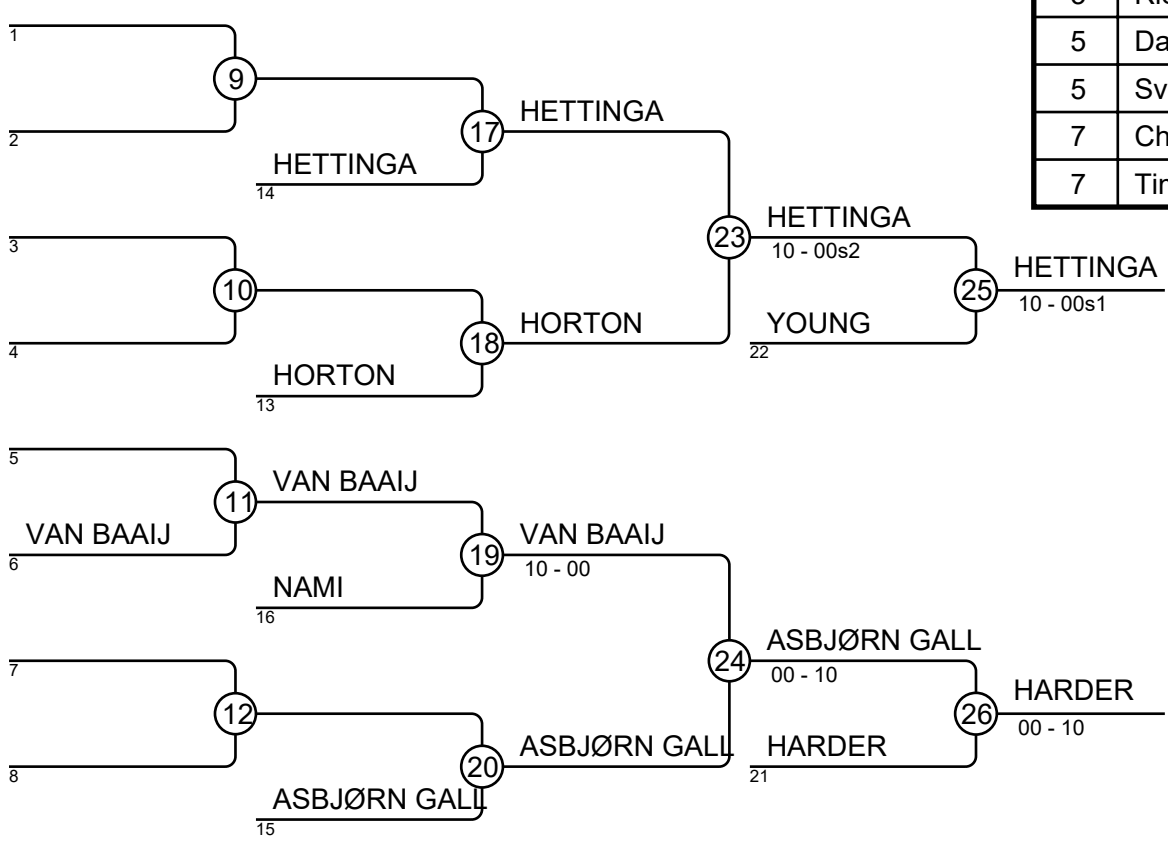 1
9
2
HETTINGA
14
17
HETTINGA
3
10
4
HORTON
13
18
HORTON
23
HETTINGA
10 - 00s2
YOUNG
22
25
HETTINGA
10 - 00s1
5
11
VAN BAAIJ
VAN BAAIJ
6
NAMI
16
19
VAN BAAIJ
10 - 00
7
12
8
ASBJØRN GALL
15
20
ASBJØRN GALL
24
ASBJØRN GALL
00 - 10
HARDER
21
26
HARDER
00 - 10
5 Da
5 Sv
7 Ch
7